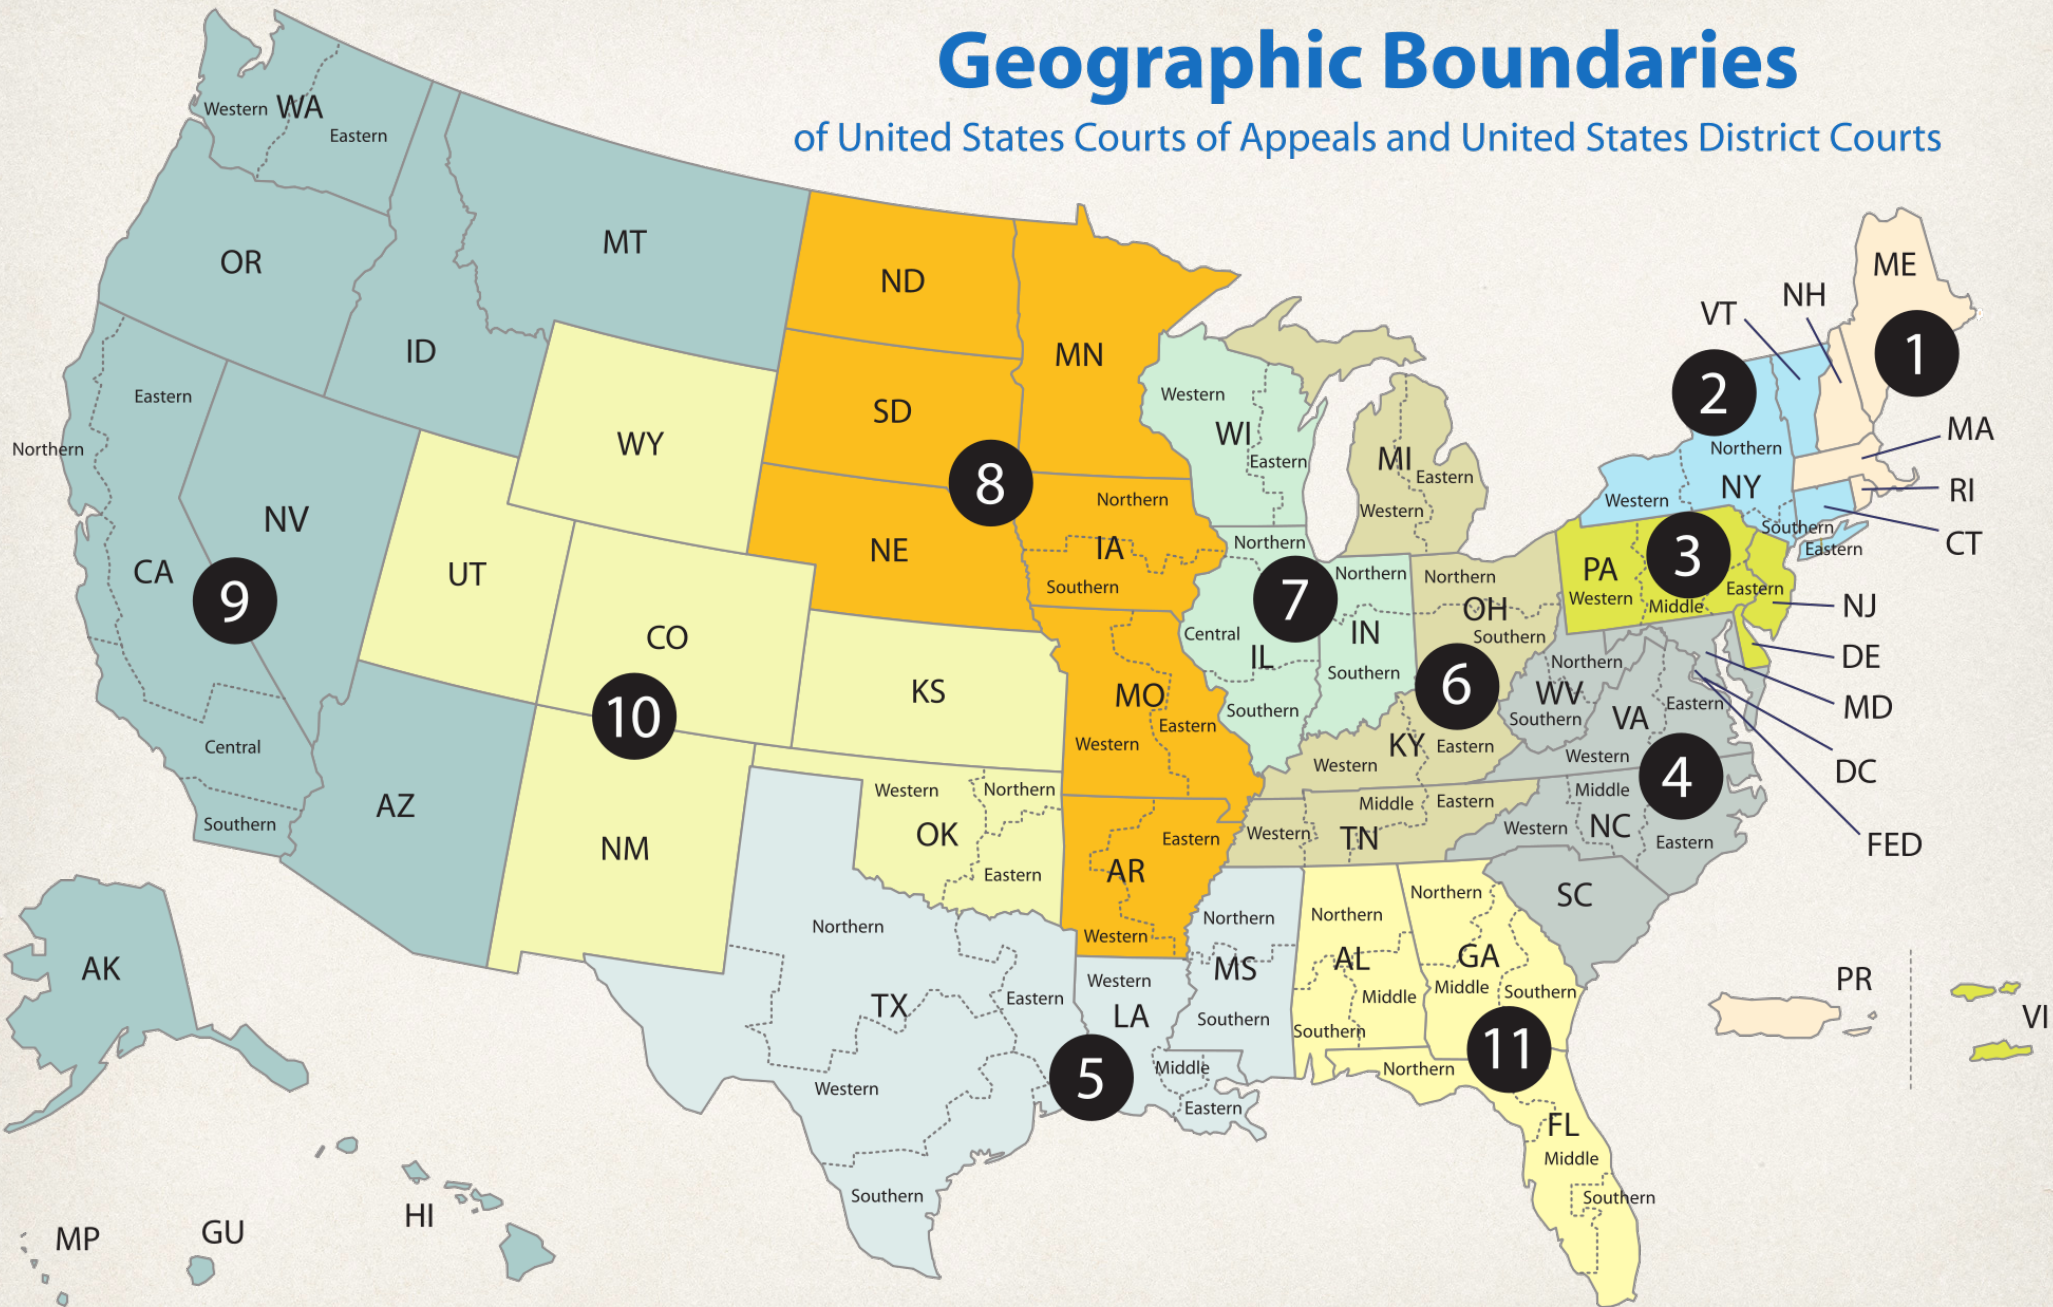 Geographic Boundaries
of United States Courts of Appeals and United States District Courts
Western WA
Eastern
OR
MT
ID
Eastern
Northern
NV
CA
9
Central
Southern
AZ
AK
HI
GU
MP
WY
UT
CO
10
KS
NM
Western
Northern
OK
Eastern
ND
MN
SD
8
NE
Northern
IA
Southern
MO
Eastern
Western
Eastern
AR
Western
Western
WI
Eastern
Northern
7
Northern
Central
IL
IN
Southern
Southern
MI
Eastern
Western
Northern
OH
Southern
6
KY
Eastern
Western
Middle
Eastern
Western
TN
Northern
TX
Eastern
Western
Southern
Western
LA
5
Middle
Eastern
Northern
MS
Southern
Northern
AL
Middle
Southern
Northern
GA
Middle
Southern
11
Northern
FL
Middle
Southern
ME
NH
VT
1
2
MA
Northern
NY
Western
RI
Southern
Eastern
CT
3
PA
Western
Middle
Eastern
NJ
DE
Northern
WV
Southern
VA
Eastern
Western
MD
DC
4
Middle
Western
NC
Eastern
FED
SC
PR
VI